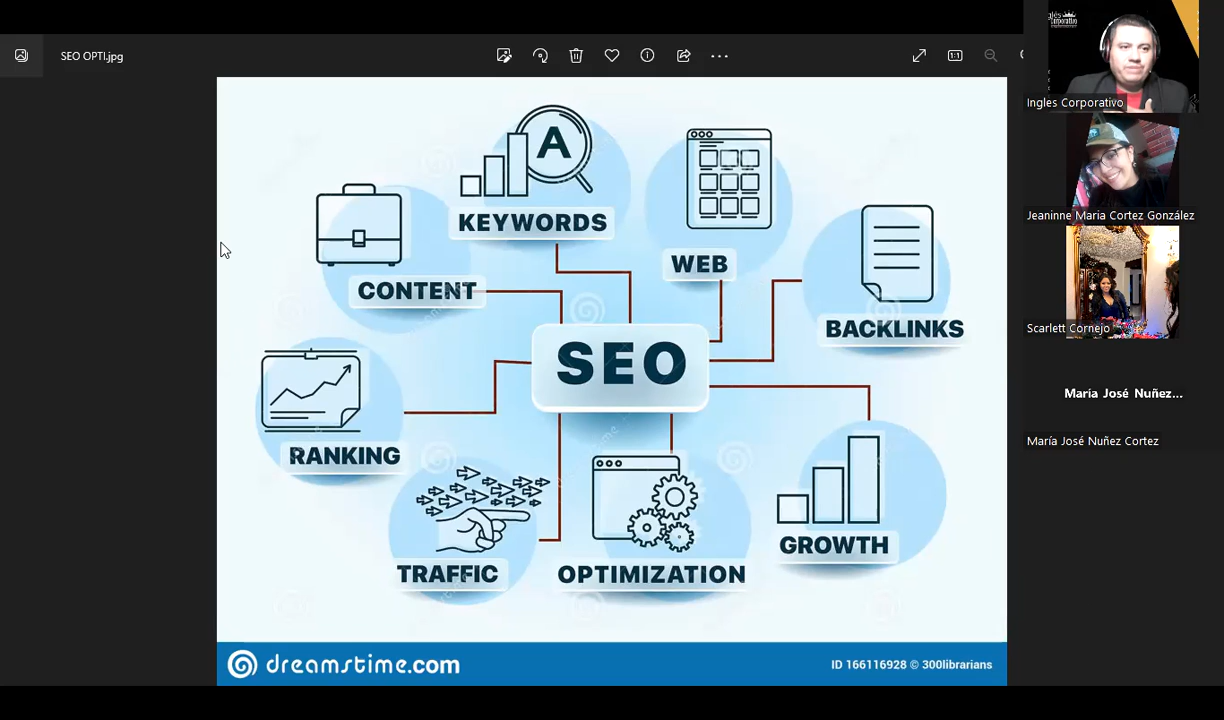 SEO OPTI.jpg
KEYWORDS
WEB
CONTENT
BACKLINKS
SEO
RANKING
TRAFFIC
OPTIMIZATION
GROWTH
A
dreamstime.com
ID 166116928 © 300librarians
Ingles Corporativo
Jeaninne Maria Cortez González
Scarlett Cornejo
María José Nuñez...
María José Nuñez Cortez